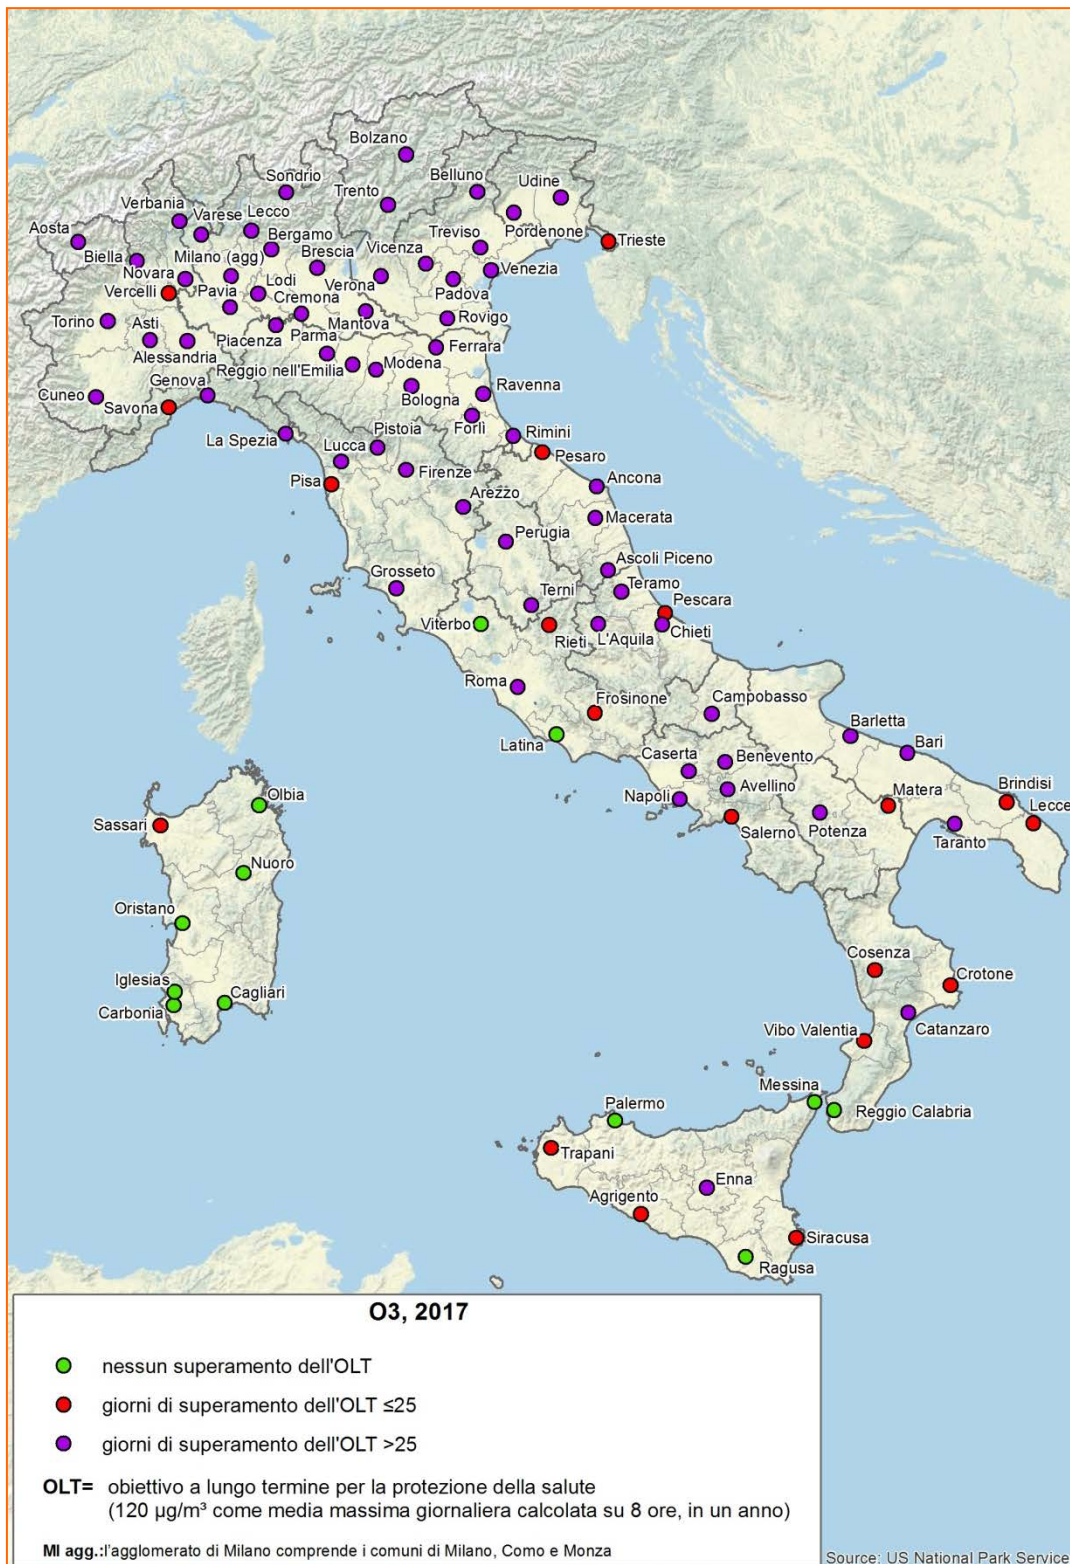 Bolzano
Sondrio
Belluno
Udine
Trento
Verbania
Varese
Lecco
Aosta
Bergamo
Treviso
Pordenone
Trieste
Biella
Milano (agg)
Brescia
Vicenza
Novara
Lodi
Verona
Venezia
Vercelli
Pavia
Cremona
Padova
Torino
Asti
Mantova
Rovigo
Piacenza
Parma
Alessandria
Ferrara
Reggio nell'Emilia
Modena
Genova
Cuneo
Bologna
Ravenna
Savona
Forlì
La Spezia
Pistoia
Rimini
Lucca
Pesaro
Firenze
Pisa
Ancona
Arezzo
Macerata
Perugia
Ascoli Piceno
Grosseto
Terni
Teramo
Pescara
Viterbo
Rieti
L'Aquila
Chieti
Roma
Frosinone
Campobasso
Latina
Barletta
Bari
Caserta
Benevento
Avellino
Napoli
Matera
Brindisi
Lecce
Salerno
Potenza
Taranto
Olbia
Sassari
Nuoro
Oristano
Iglesias
Cagliari
Carbonia
Cosenza
Crotone
Vibo Valentia
Catanzaro
Messina
Palermo
Reggio Calabria
Trapani
Enna
Agrigento
Siracusa
Ragusa
O3, 2017
nessun superamento dell'OLT
giorni di superamento dell'OLT ≤25
giorni di superamento dell'OLT >25
OLT= obiettivo a lungo termine per la protezione della salute
(120 µg/m³ come media massima giornaliera calcolata su 8 ore, in un anno)
MI agg.:l'agglomerato di Milano comprende i comuni di Milano, Como e Monza
Source: US National Park Service